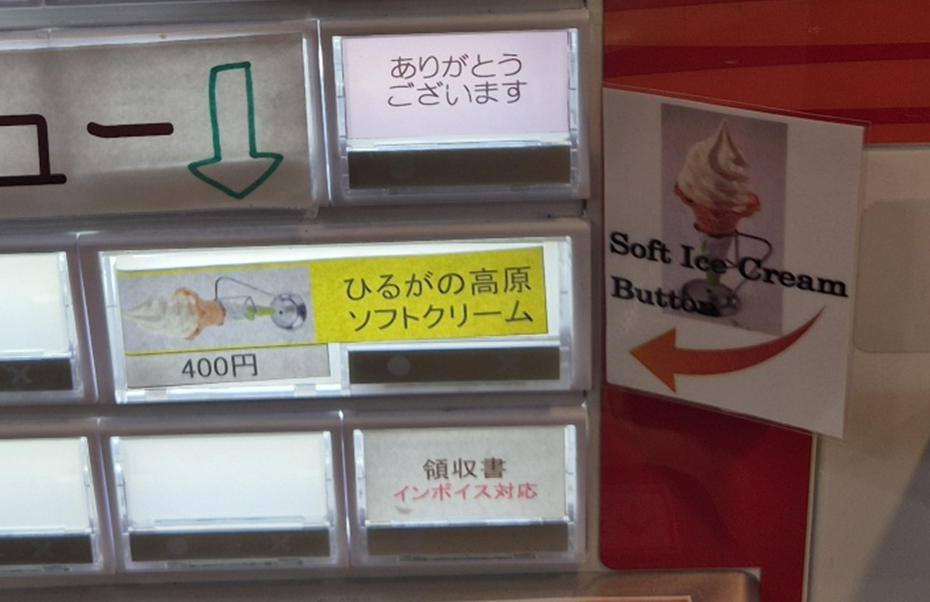 ュー
ありがとう
ございます
ひるがの高原
ソフトクリーム
400円
Soft Ice Cream
Button
領収書
インボイス対応